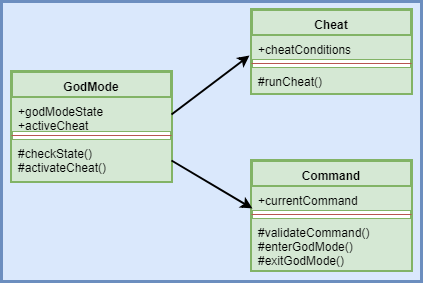 GodMode
+godModeState
+activeCheat
#checkState()
#activateCheat()
Cheat
+cheatConditions
#runCheat()
Command
+currentCommand
#validateCommand()
#enterGodMode()
#exitGodMode()